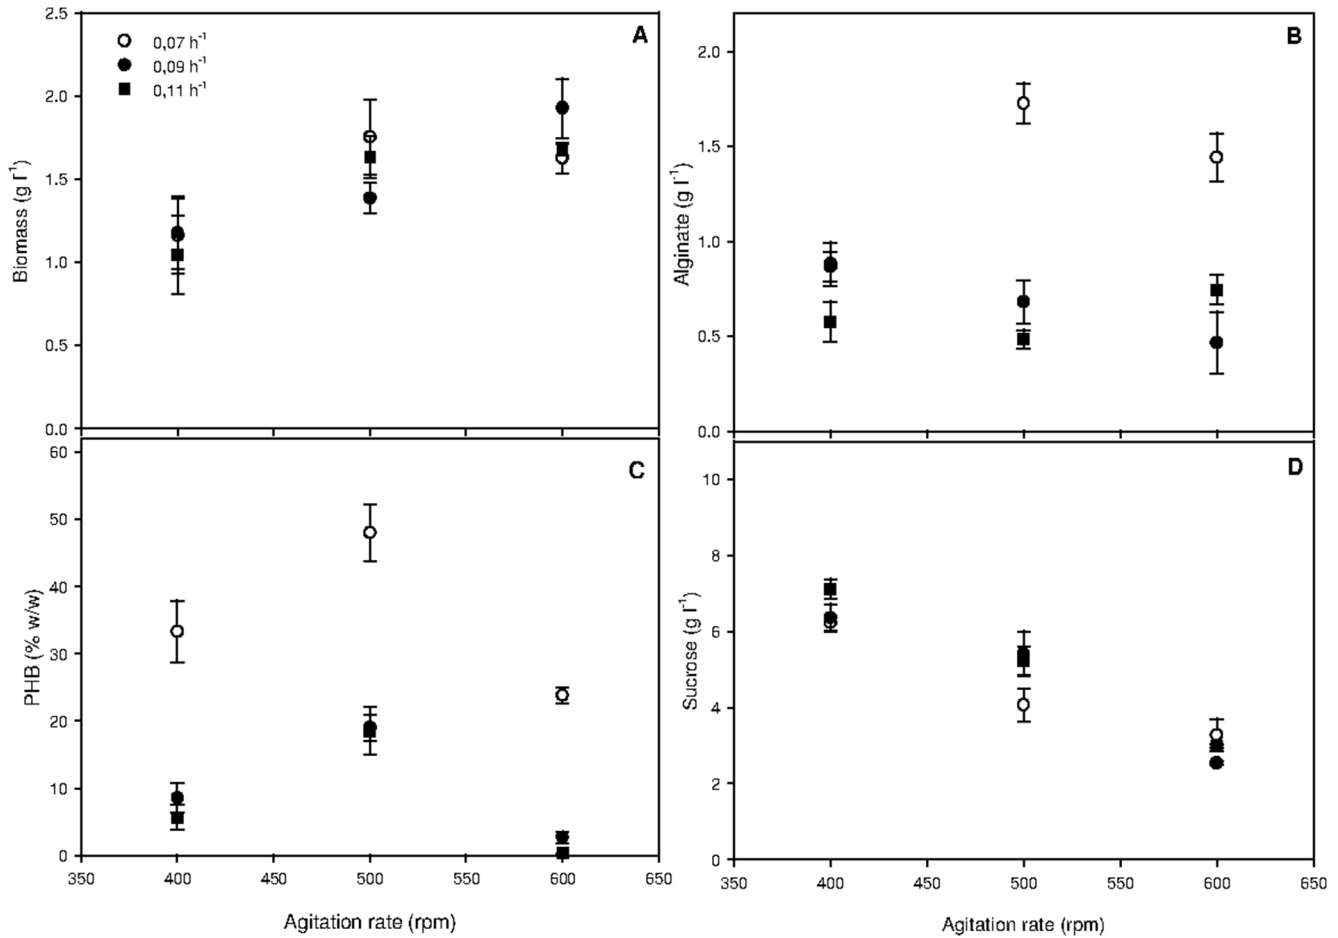 A
0,07 h⁻¹
0,09 h⁻¹
0,11 h⁻¹
Biomass (g l⁻¹)
2.5
2.0
1.5
1.0
0.5
0.0
B
Alginate (g l⁻¹)
2.0
1.5
1.0
0.5
0.0
C
PHB (% w/w)
60
50
40
30
20
10
0
350 400 450 500 550 600 650
Agitation rate (rpm)
D
Sucrose (g l⁻¹)
10
8
6
4
2
0
350 400 450 500 550 600 650
Agitation rate (rpm)